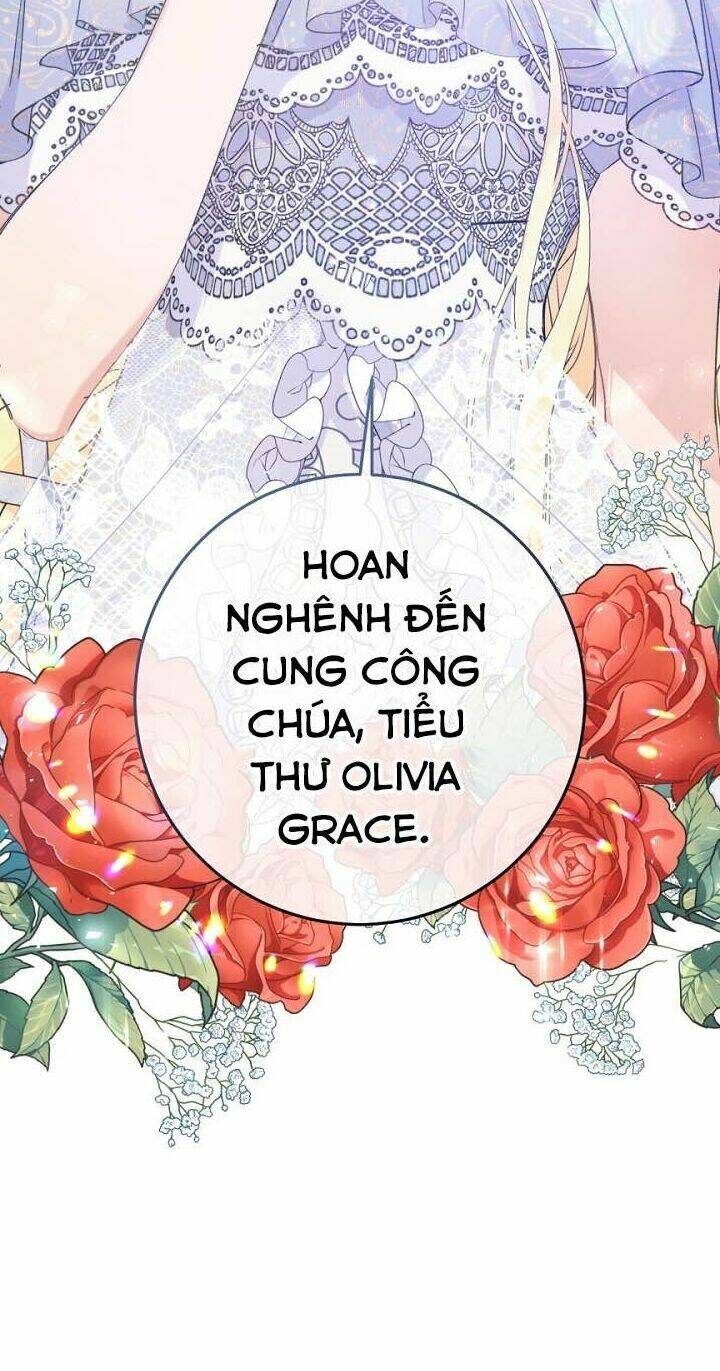 HOAN
NGHÊNH ĐẾN
CUNG CÔNG
CHÚA, TIỂU
THƯ OLIVIA
GRACE.